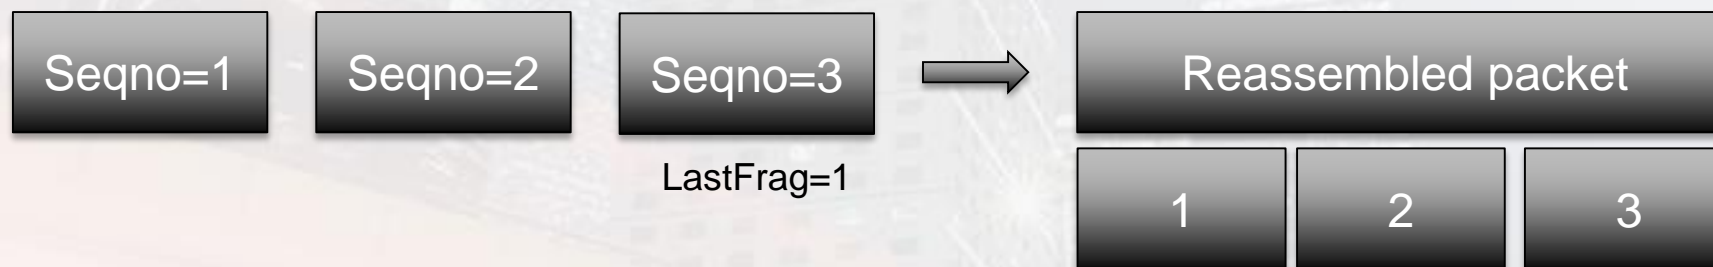 Seqno=1
Seqno=2
Seqno=3
LastFrag=1
Reassembled packet
1
2
3